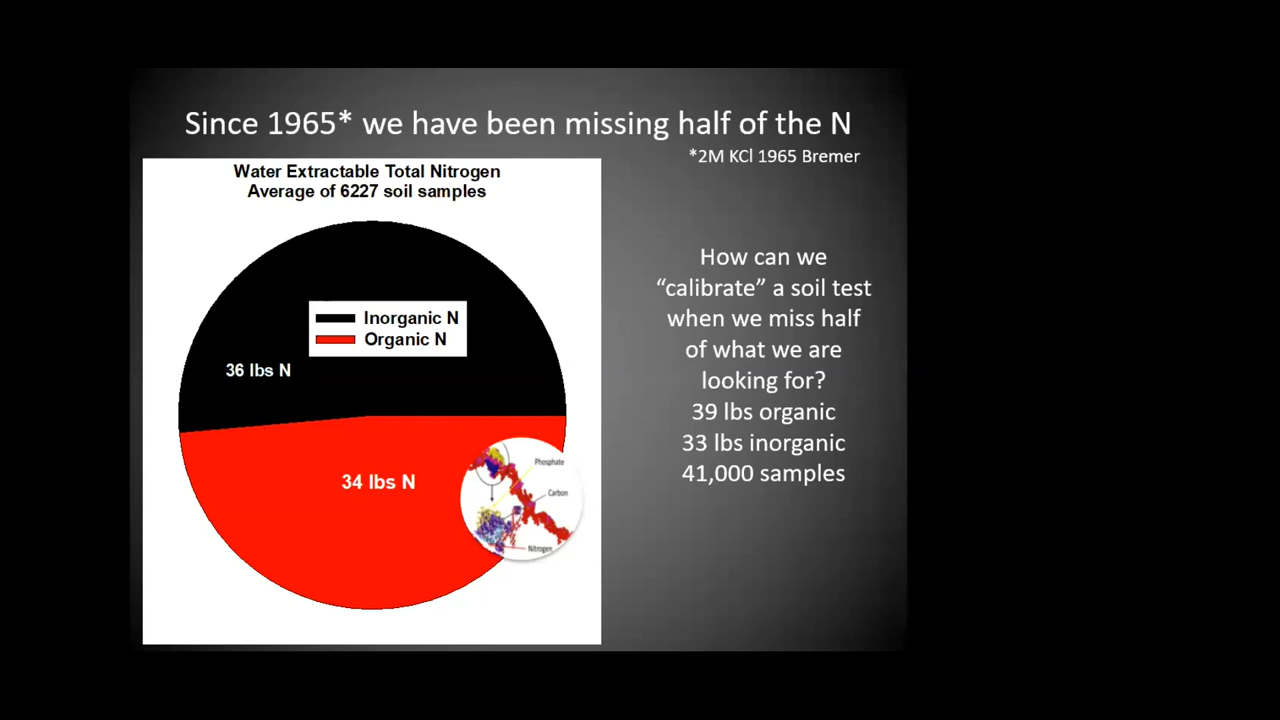 Since 1965* we have been missing half of the N
*2M KCl 1965 Bremer
Water Extractable Total Nitrogen
Average of 6227 soil samples
Inorganic N
Organic N
36 lbs N
34 lbs N
Phosphate
Carbon
Nitrogen
How can we
“calibrate” a soil test
when we miss half
of what we are
looking for?
39 lbs organic
33 lbs inorganic
41,000 samples